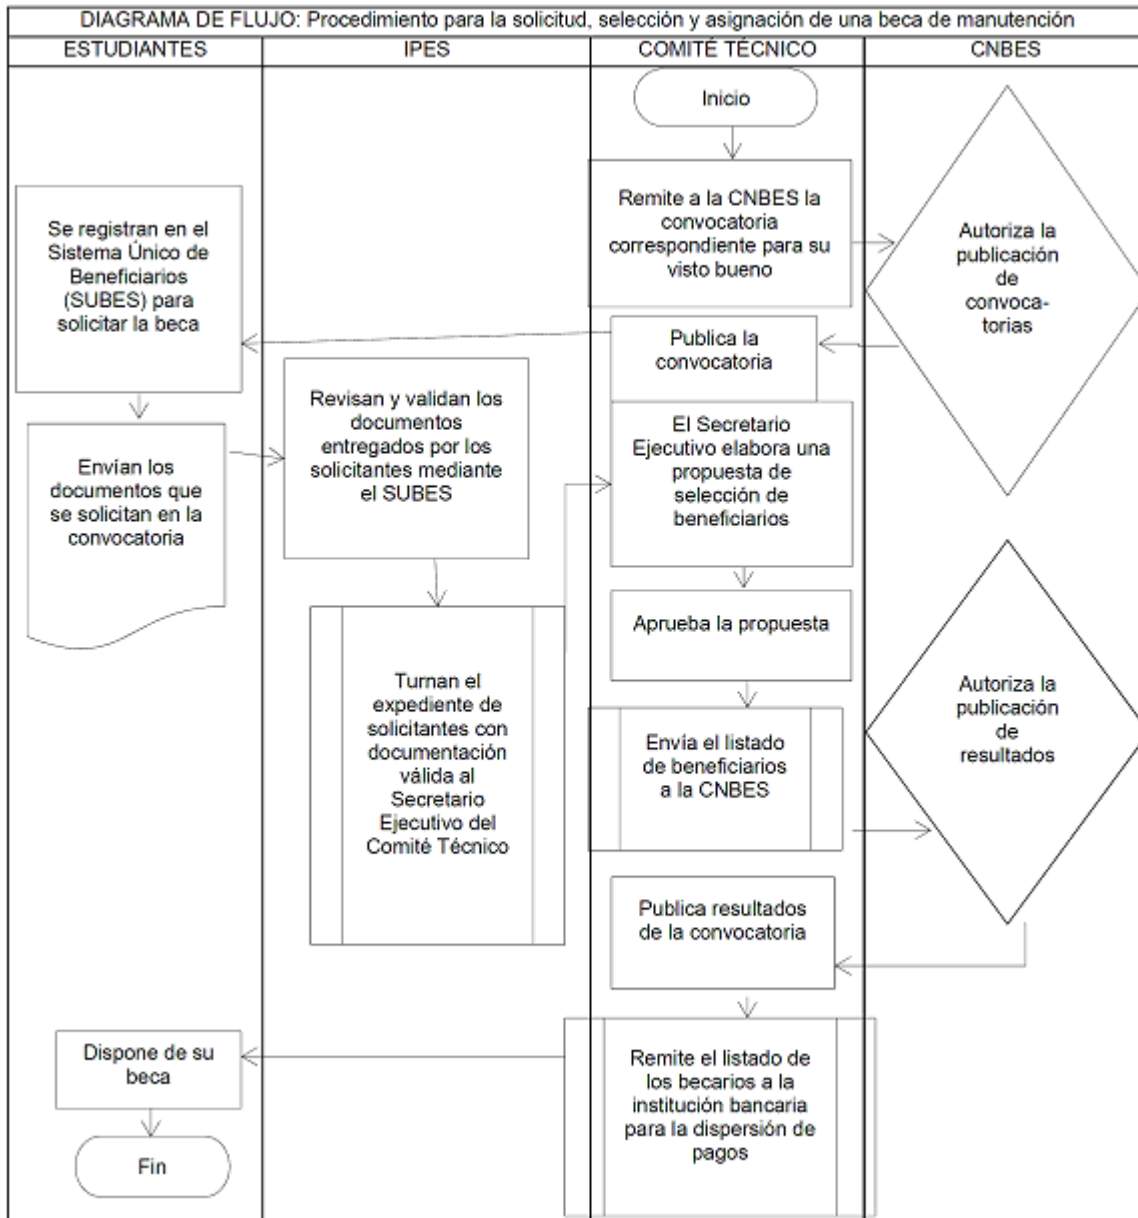 DIAGRAMA DE FLUJO: Procedimiento para la solicitud, selección y asignación de una beca de manutención
ESTUDIANTES
IPES
COMITÉ TÉCNICO
CNBES
Inicio
Remite a la CNBES la
convocatoria
correspondiente para su
visto bueno
Autoriza la
publicación
de
convoca-
torias
Publica la
convocatoria
Se registran en el
Sistema Único de
Beneficiarios
(SUBES) para
solicitar la beca
Envían los
documentos que
se solicitan en la
convocatoria
Revisan y validan los
documentos
entregados por los
solicitantes mediante
el SUBES
Turnan el
expediente de
solicitantes con
documentación
válida al
Secretario
Ejecutivo del
Comité Técnico
El Secretario
Ejecutivo elabora una
propuesta de
selección de
beneficiarios
Aprueba la propuesta
Envía el listado
de beneficiarios
a la CNBES
Autoriza la
publicación
de
resultados
Publica resultados
de la convocatoria
Remite el listado de
los becarios a la
institución bancaria
para la dispersión de
pagos
Dispone de su
beca
Fin